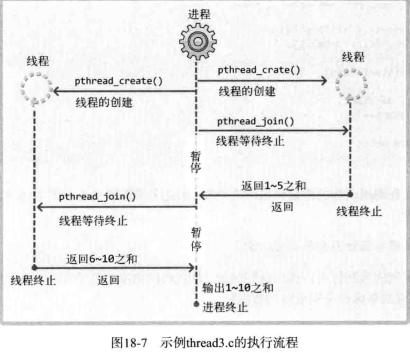 进程
线程
线程
pthread_create()
pthread_crate()
线程的创建
线程的创建
pthread_join()
线程等待终止
暂停
返回1~5之和
pthread_join()
返回
线程终止
线程等待终止
暂停
返回6~10之和
线程终止
返回
输出1~10之和
进程终止
图18-7 示例thread3.c的执行流程